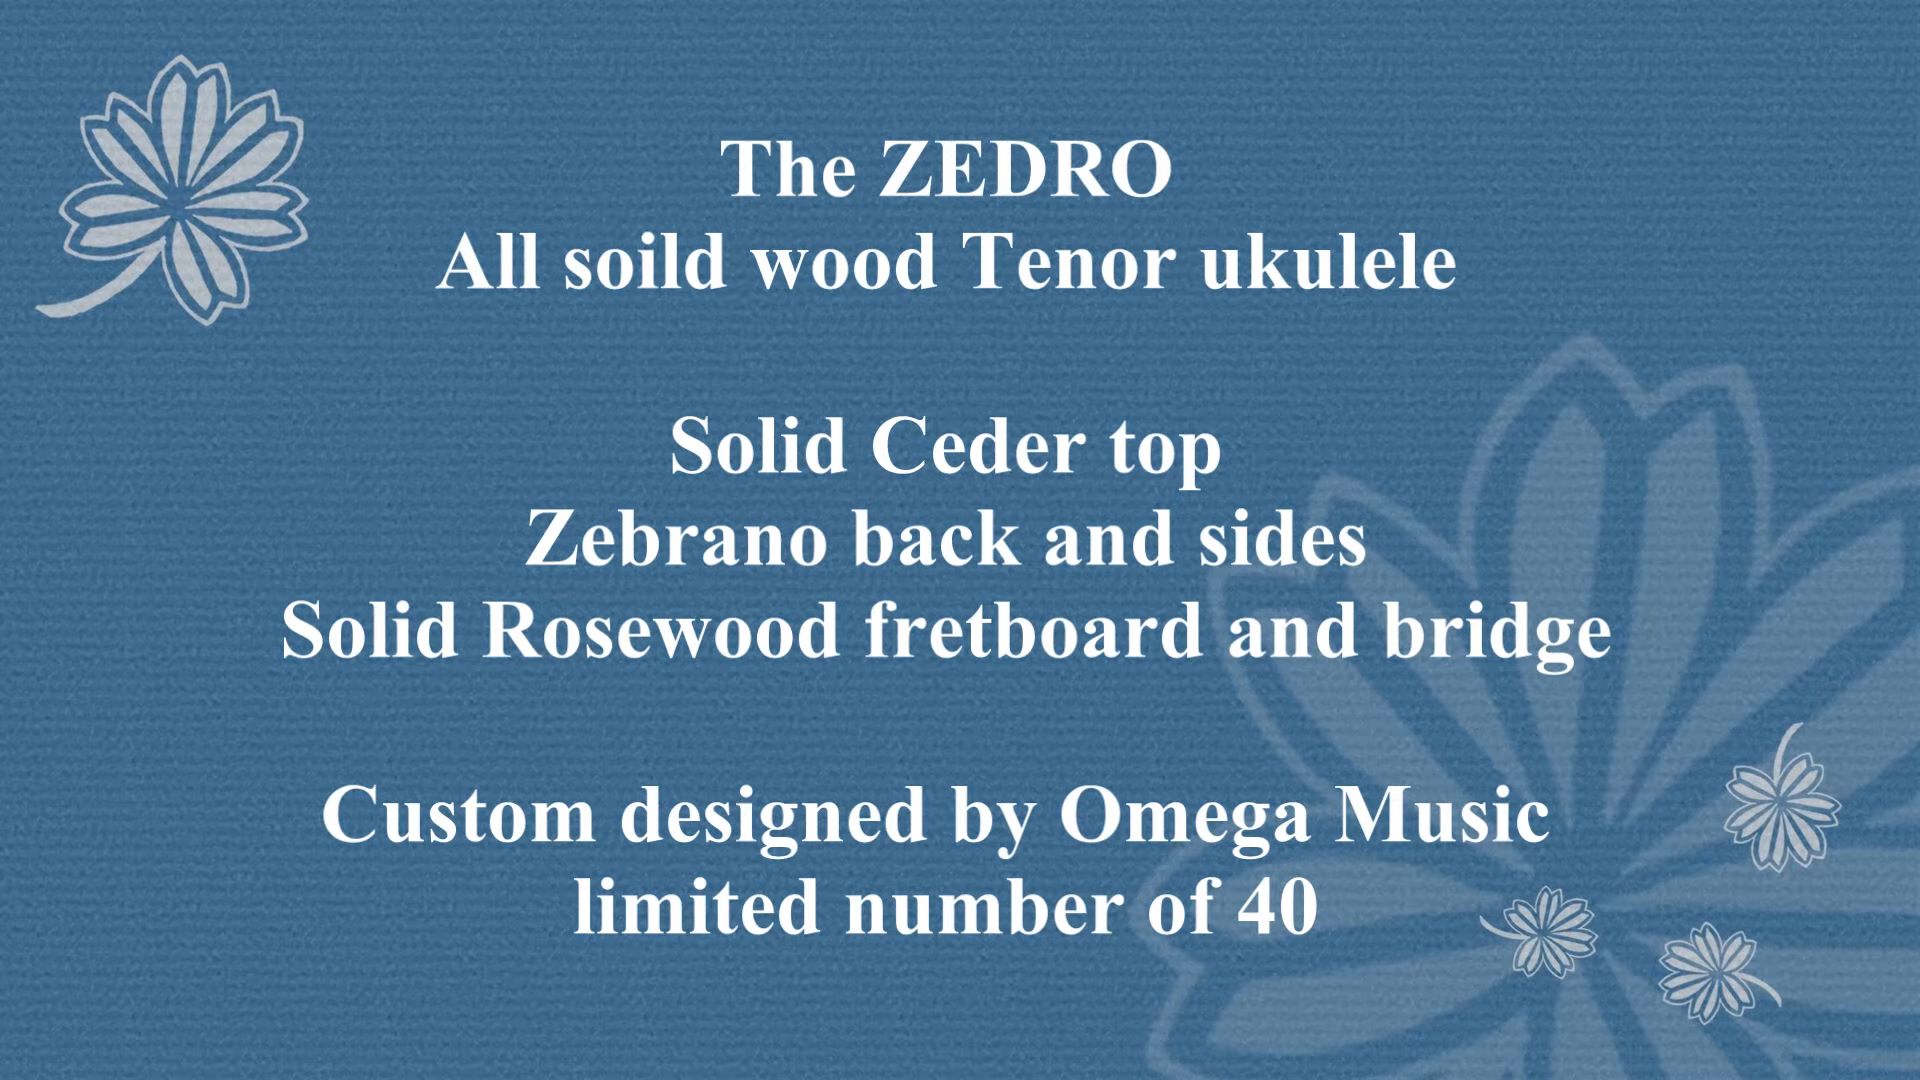 The ZEDRO
All soild wood Tenor ukulele
Solid Ceder top
Zebrano back and sides
Solid Rosewood fretboard and bridge
Custom designed by Omega Music
limited number of 40